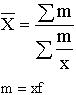 X̅ = ∑m / ∑(m/x)
m = xf